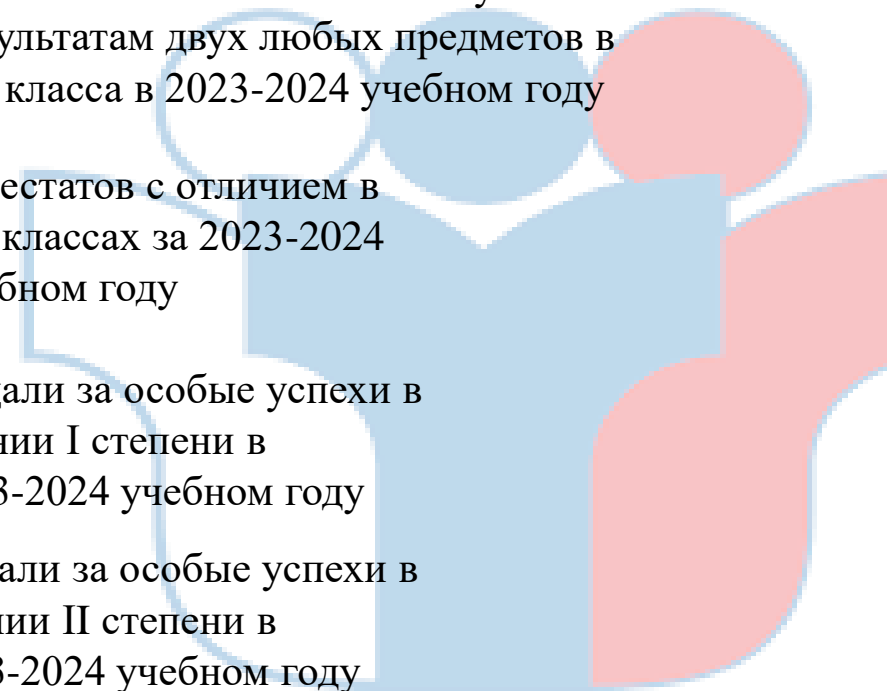 ультатам двух любых предметов в
класса в 2023-2024 учебном году
естатов с отличием в
классах за 2023-2024
бном году
дали за особые успехи в
нии I степени в
3-2024 учебном году
али за особые успехи в
нии II степени в
3-2024 учебном году